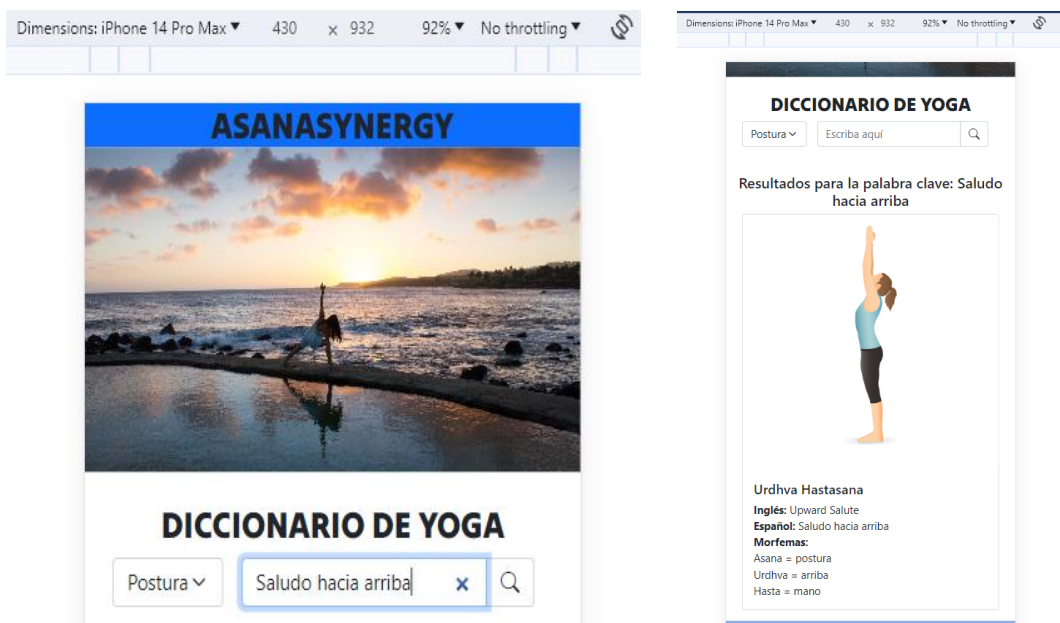 Dimensions: iPhone 14 Pro Max ▼ 430 × 932 92% ▼ No throttling ▼
ASANASYNERGY
DICCIONARIO DE YOGA
Postura
Saludo hacia arriba
Dimensions: iPhone 14 Pro Max ▼ 430 × 932 92% ▼ No throttling ▼
DICCIONARIO DE YOGA
Postura
Escriba aquí
Resultados para la palabra clave: Saludo
hacia arriba
Urdhva Hastasana
Inglés: Upward Salute
Español: Saludo hacia arriba
Morfemas:
Asana = postura
Urdhva = arriba
Hasta = mano